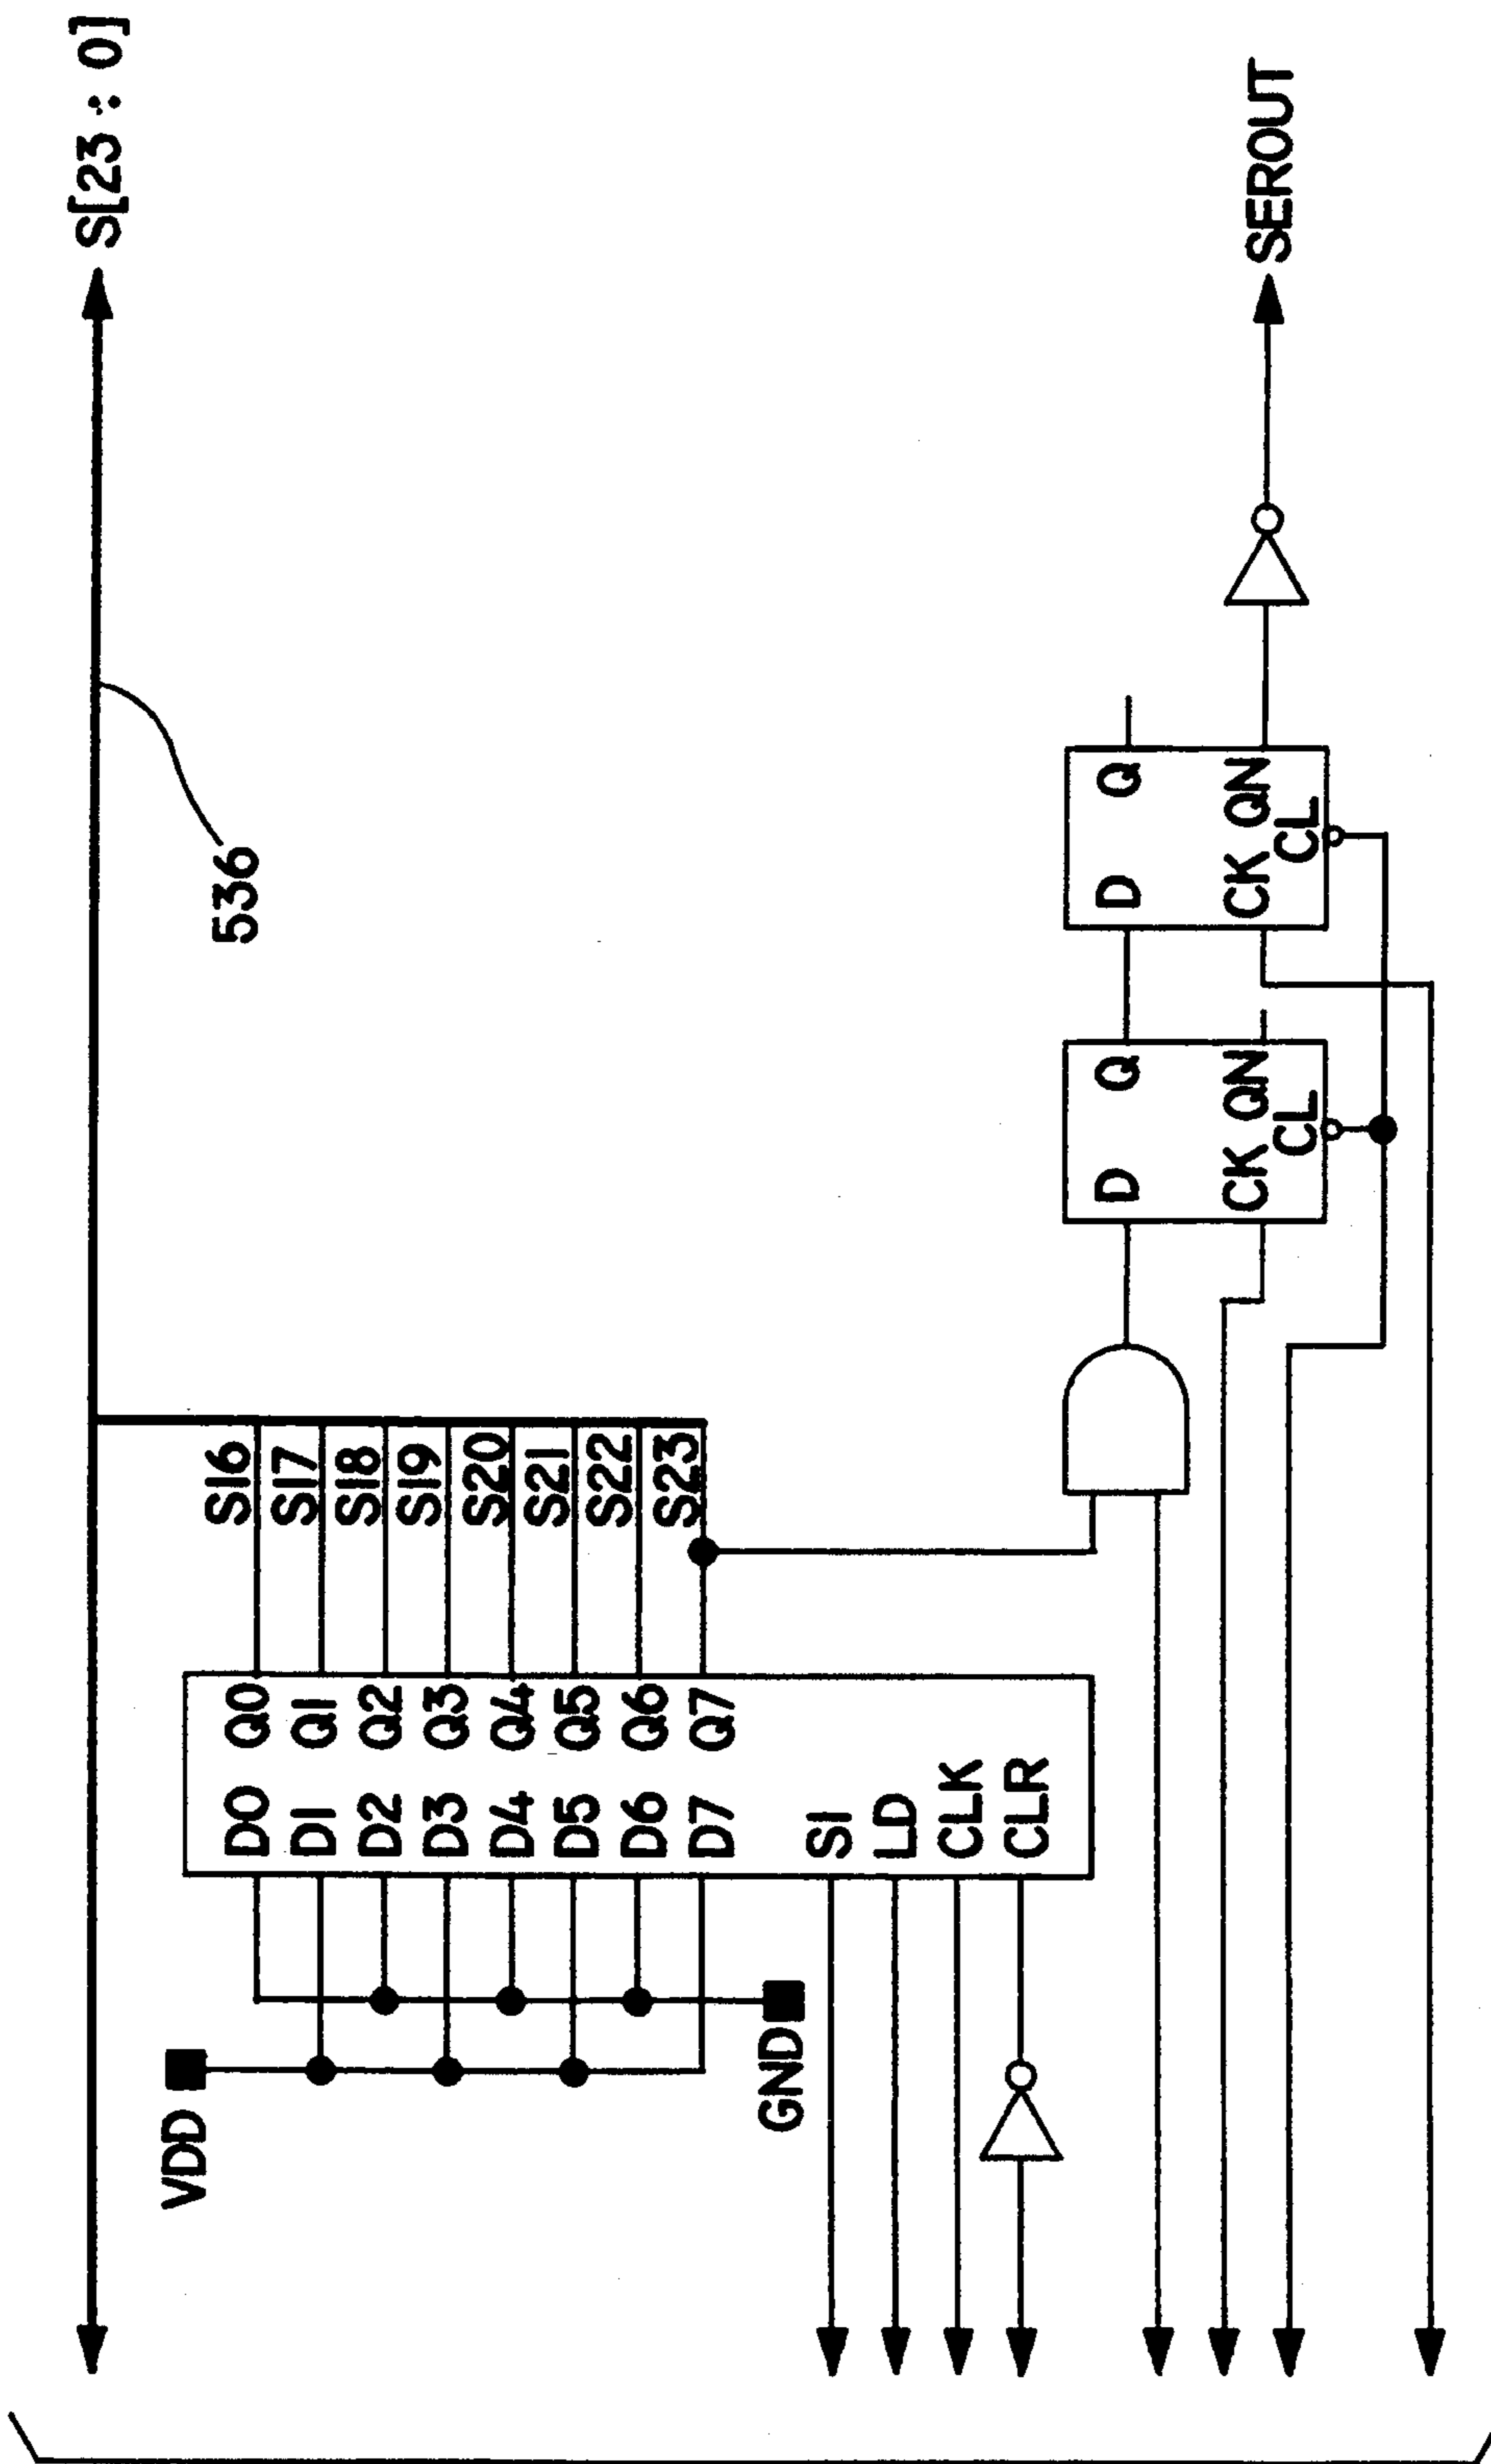 S[23 : 0]
536
VDD
GND
D0 Q0 S16
D1 Q1 S17
D2 Q2 S18
D3 Q3 S19
D4 Q4 S20
D5 Q5 S21
D6 Q6 S22
D7 Q7 S23
SI
LD
CLK
CLR
D Q
CK QN
CL
D Q
CK QN
CL
SEROUT